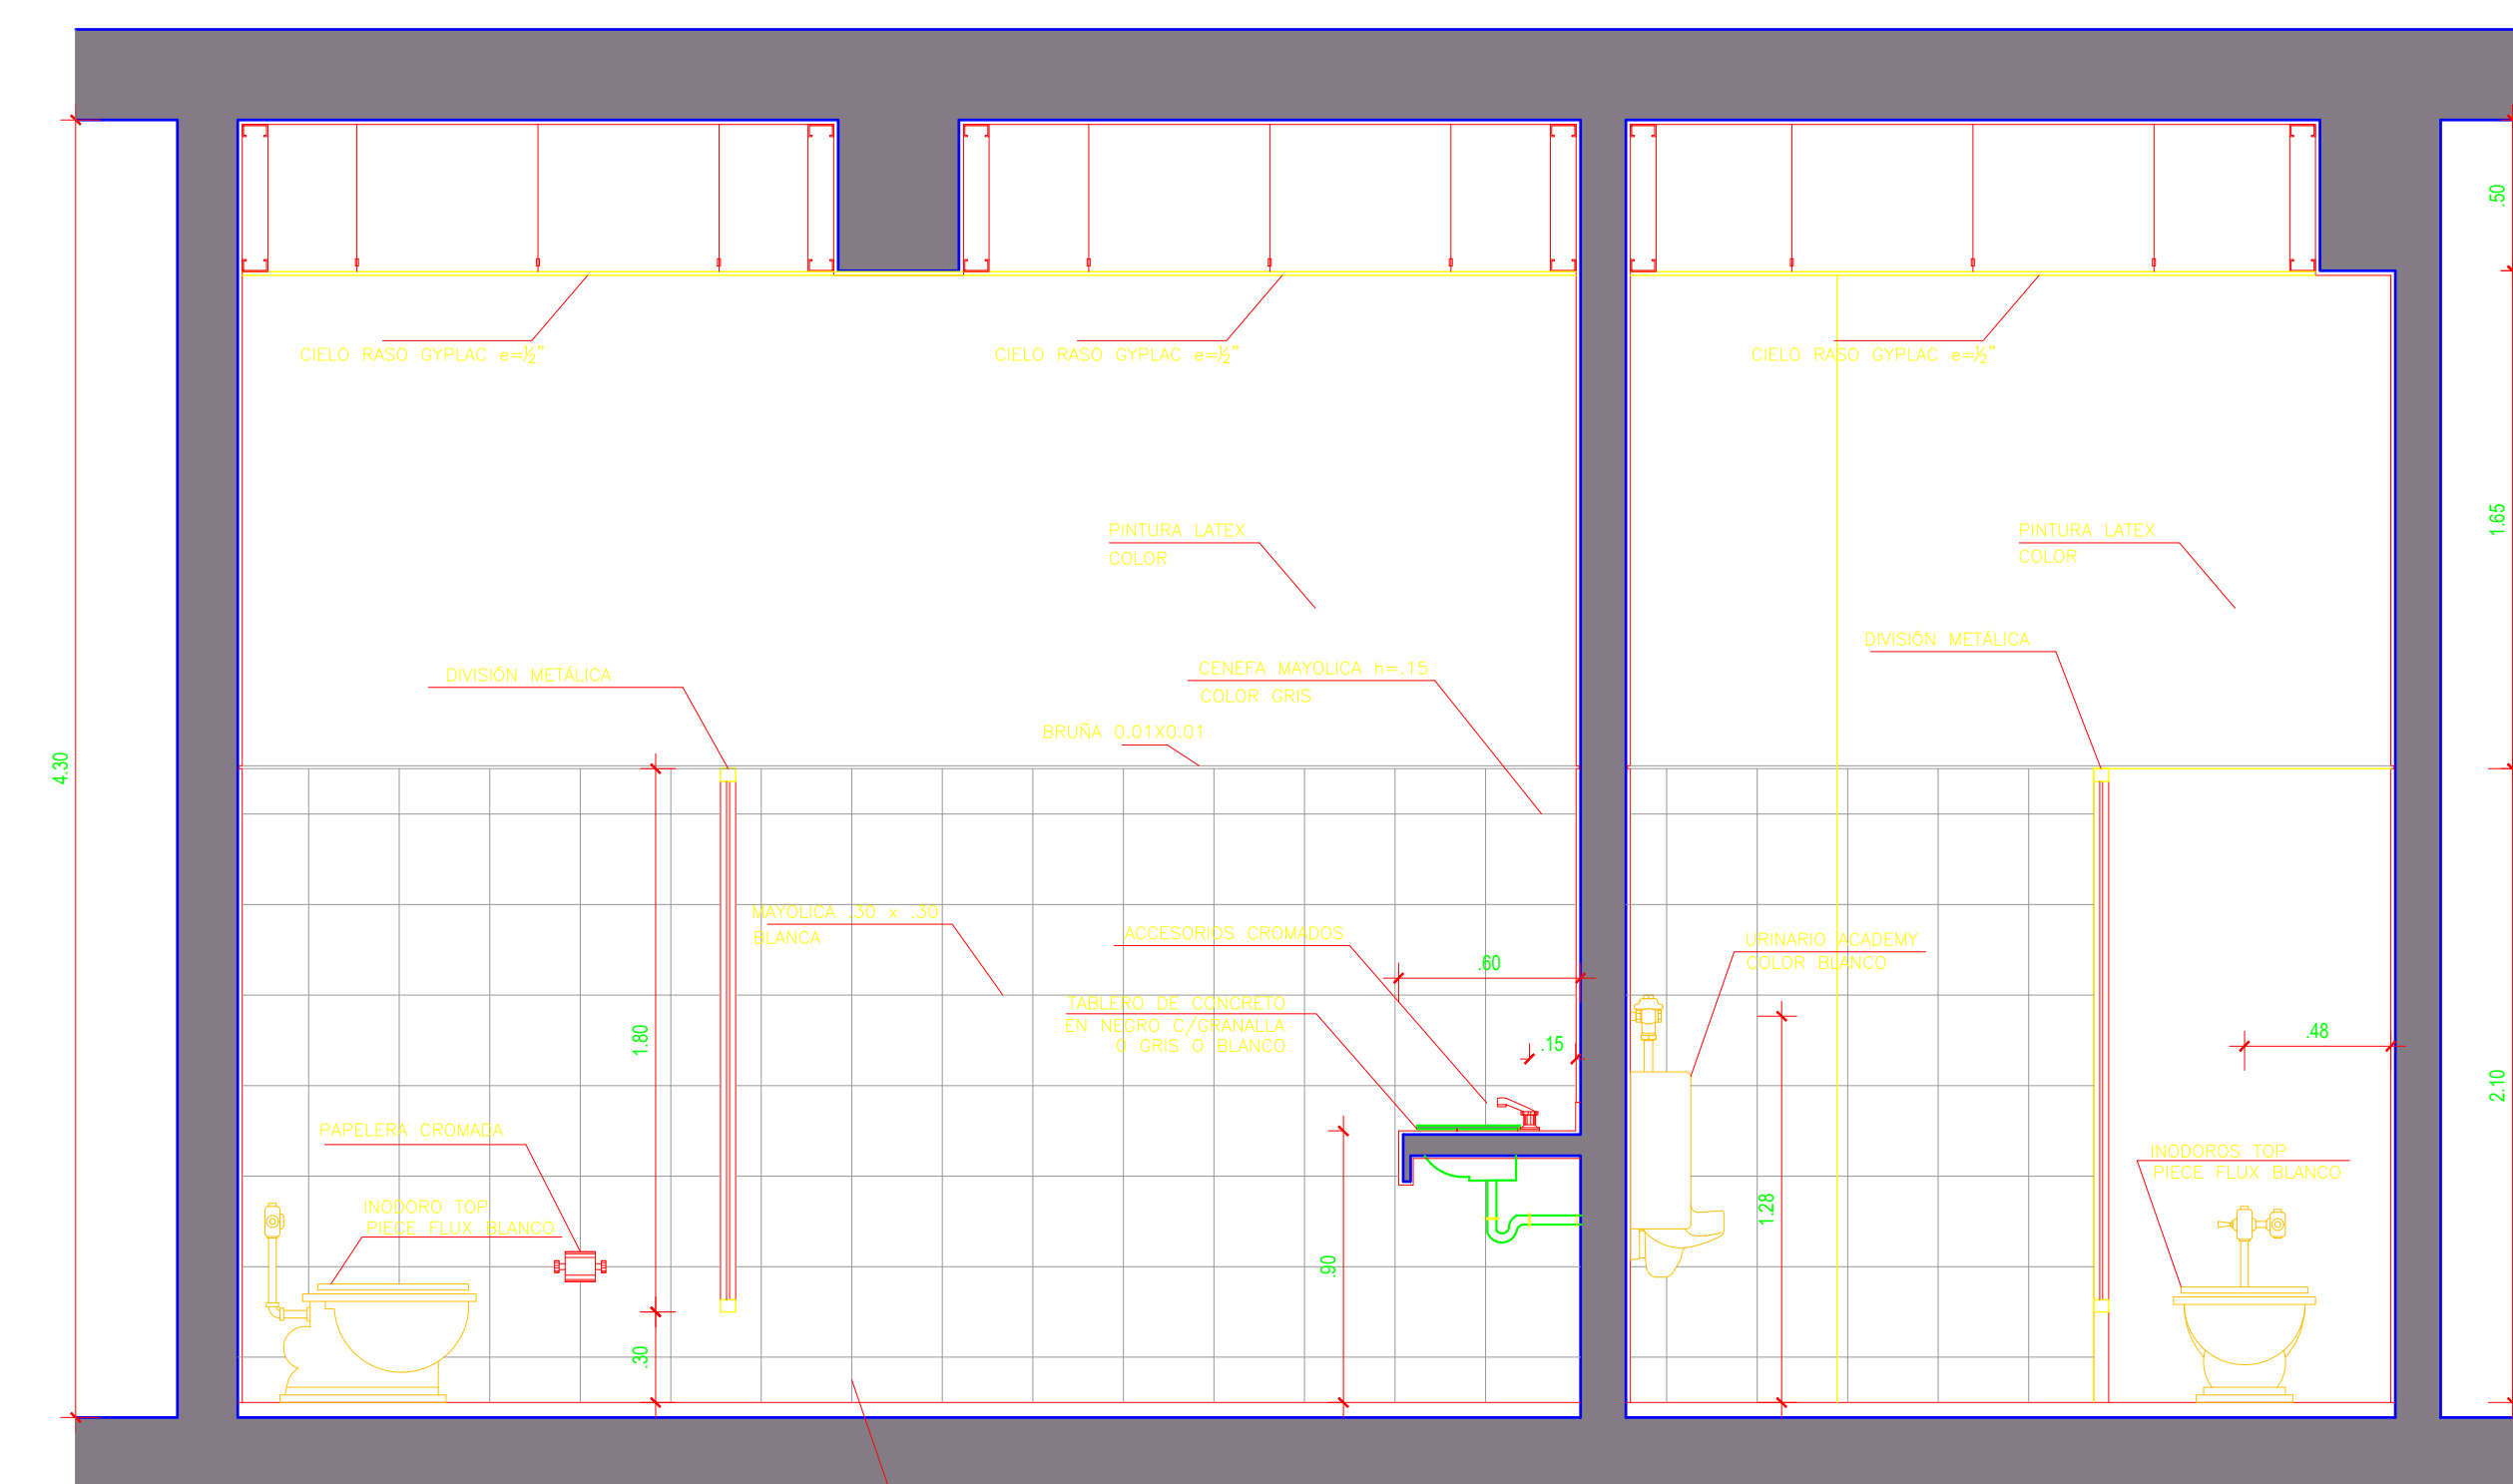 .50
CIELO RASO GYPLAC e=½"
CIELO RASO GYPLAC e=½"
CIELO RASO GYPLAC e=½"
1.65
PINTURA LATEX
COLOR
PINTURA LATEX
COLOR
DIVISIÓN METÁLICA
CENEFA MAYOLICA h=.15
COLOR GRIS
DIVISIÓN METÁLICA
BRUÑA 0.01X0.01
4.30
MAYOLICA .30 x .30
BLANCA
ACCESORIOS CROMADOS
URINARIO ACADEMY
COLOR BLANCO
.60
TABLERO DE CONCRETO
EN NEGRO C/GRANALLA
G GRIS O BLANCO
1.80
.15
.48
2.10
PAPELERA CROMADA
INODOROS TOP
PIECE FLUX BLANCO
INODORO TOP
PIECE FLUX BLANCO
1.28
.90
.30